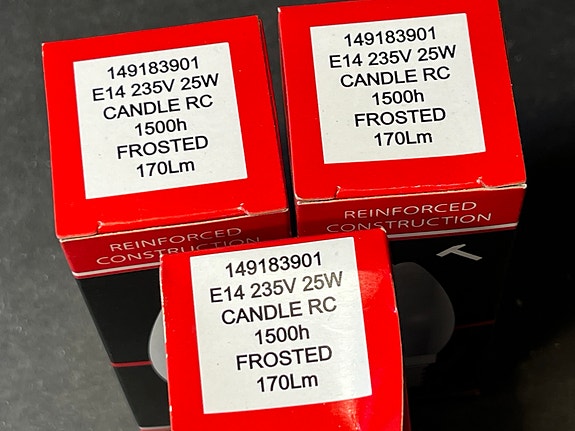 149183901
E14 235V 25W
CANDLE RC
1500h
FROSTED
170Lm
REINFORCED
CONSTRUCTION
149183901
E14 235V 25W
CANDLE RC
1500h
FROSTED
170Lm
REINFORCED
CONSTRUCTION
149183901
E14 235V 25W
CANDLE RC
1500h
FROSTED
170Lm